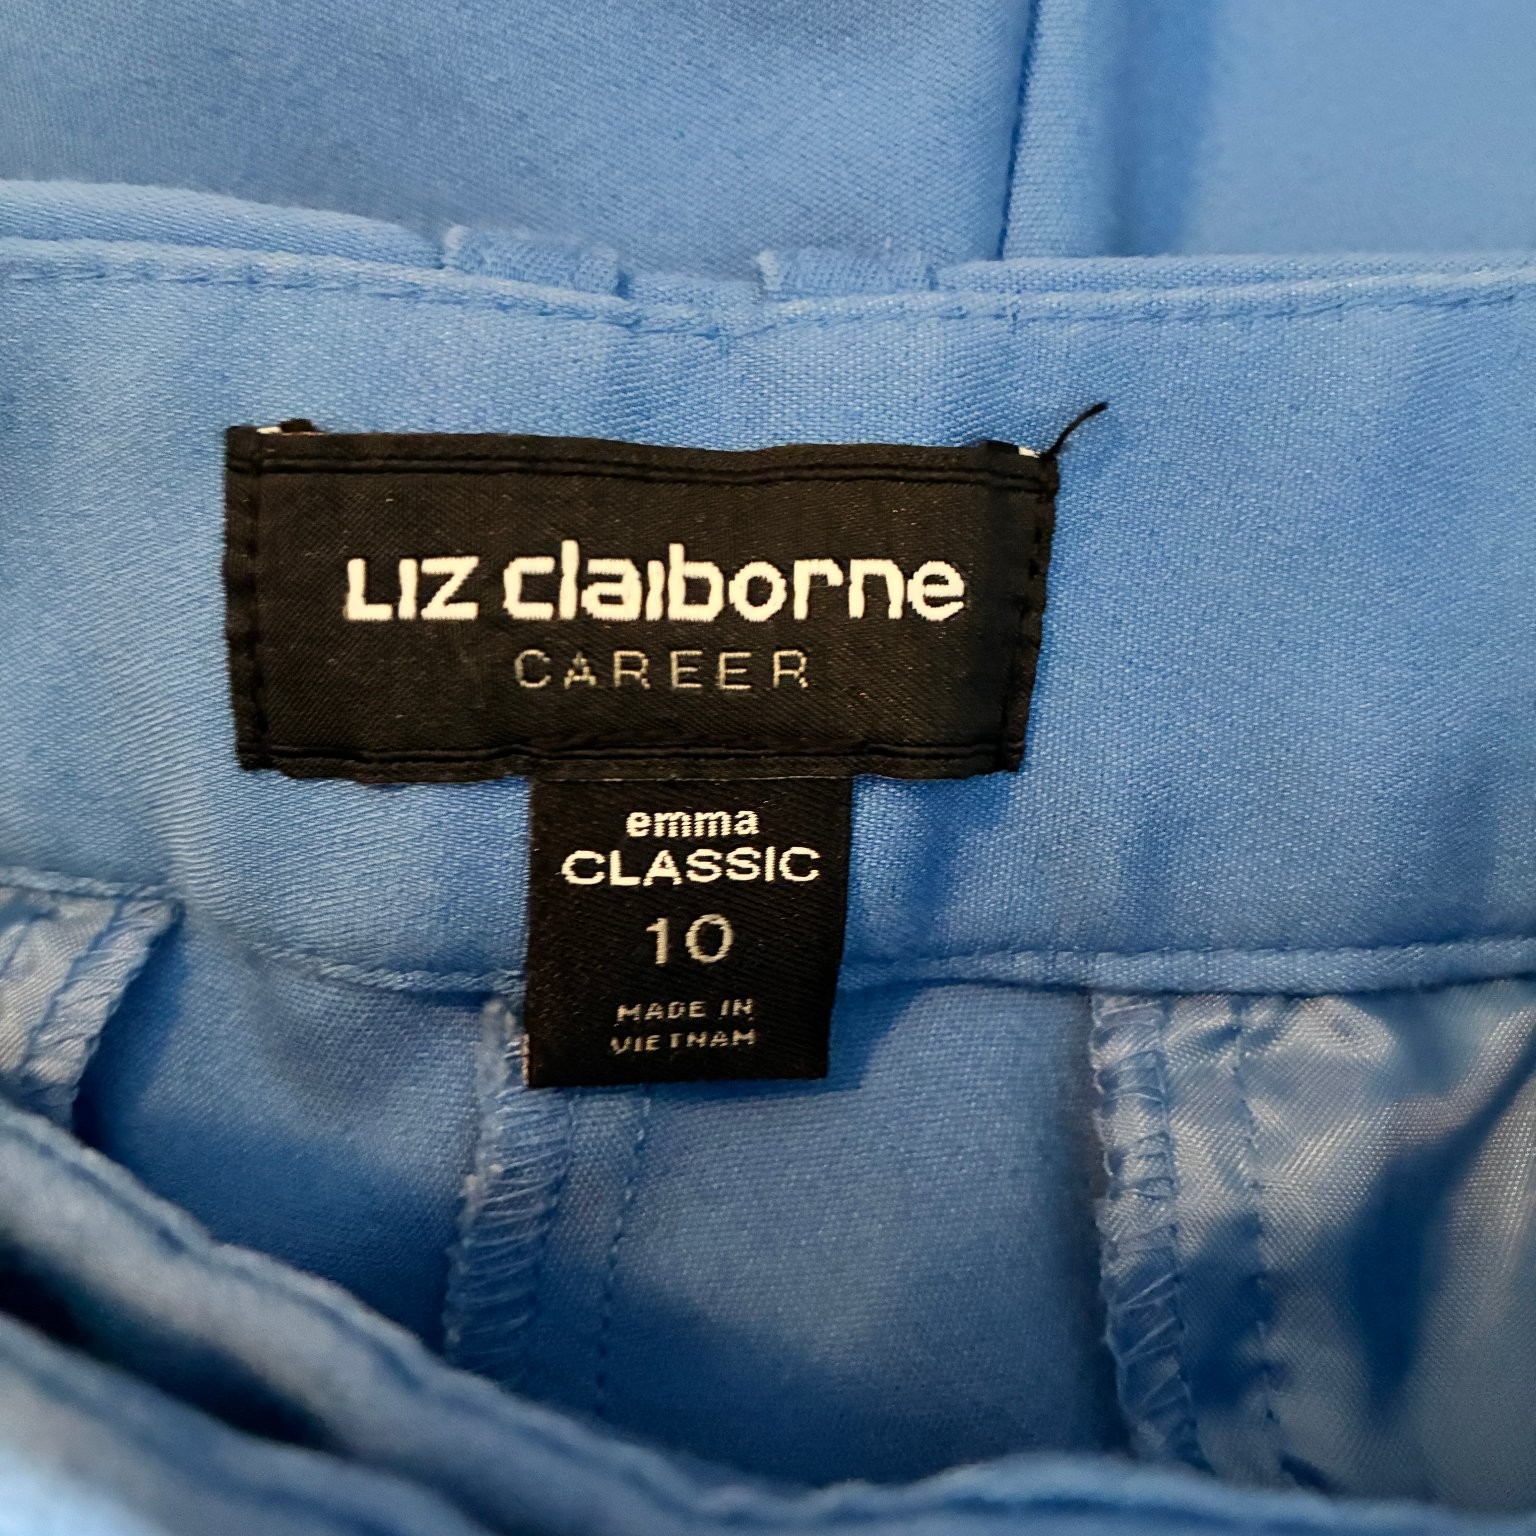 LIZ claiborne
CAREER
emma
CLASSIC
10
MADE IN
VIETNAM